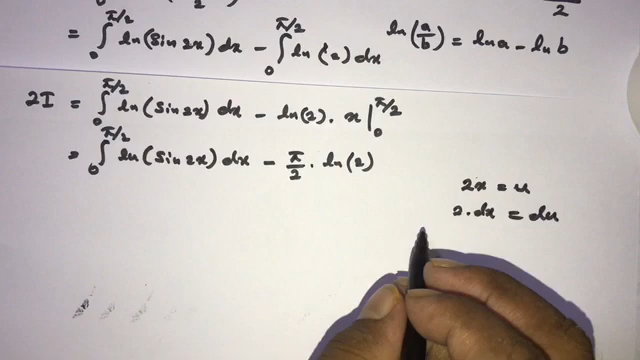 2
= ∫₀^π/2 ln(sin 2x) dx - ∫₀^π/2 ln(2) dx ln(a/b) = ln a - ln b
2I = ∫₀^π/2 ln(sin 2x) dx - ln(2) . x |₀^π/2
= ∫₀^π/2 ln(sin 2x) dx - π/2 . ln(2)
2x = u
2.dx = du